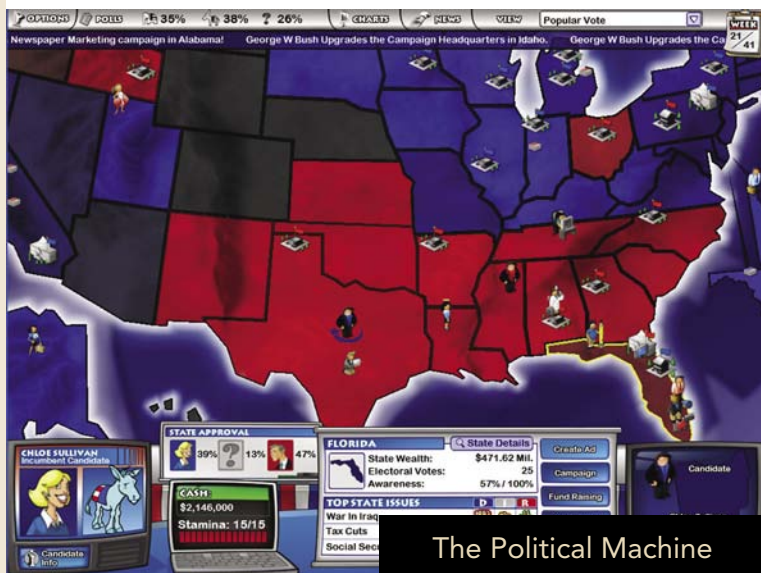 OPTIONS POLLS 35% 38% ? 26% CHARTS NEWS VIEW Popular Vote WEEK
21/41
Newspaper Marketing campaign in Alabama! George W Bush Upgrades the Campaign Headquarters in Idaho. George W Bush Upgrades the Ca
STATE APPROVAL
39% ? 13% 47%
CHLOE SULLIVAN
Incumbent Candidate
Candidate
Info
CASH
$2,146,000
Stamina: 15/15
FLORIDA State Details
State Wealth: $471.62 Mil.
Electoral Votes: 25
Awareness: 57% / 100%
TOP STATE ISSUES D I R
War In Iraq
Tax Cuts
Social Secu
Create Ad
Campaign
Fund Raising
Candidate
The Political Machine